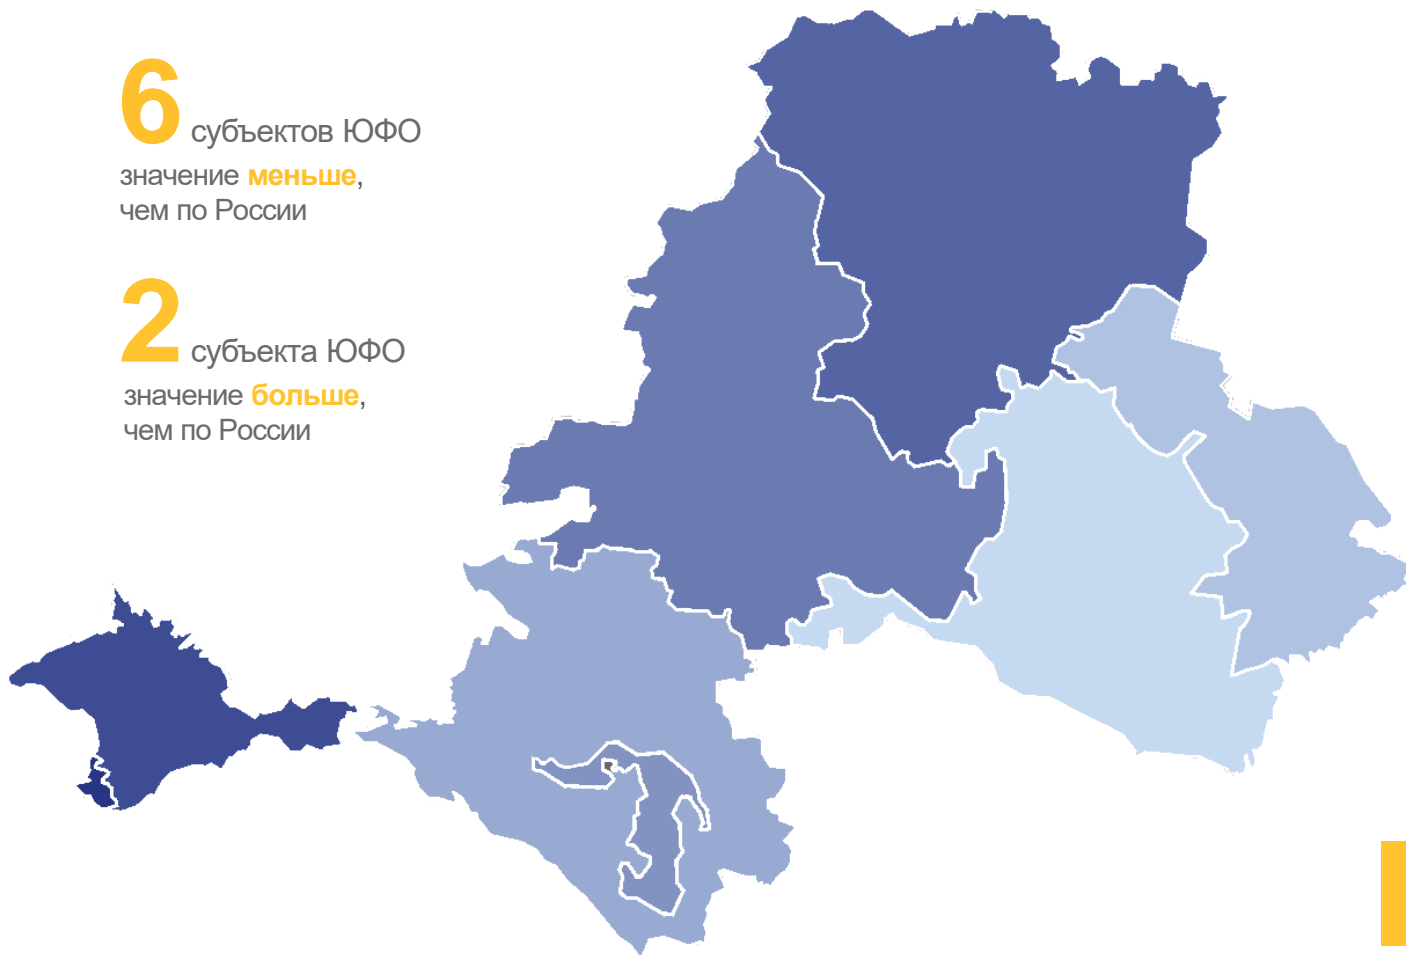 6 субъектов ЮФО
значение меньше,
чем по России
2 субъекта ЮФО
значение больше,
чем по России